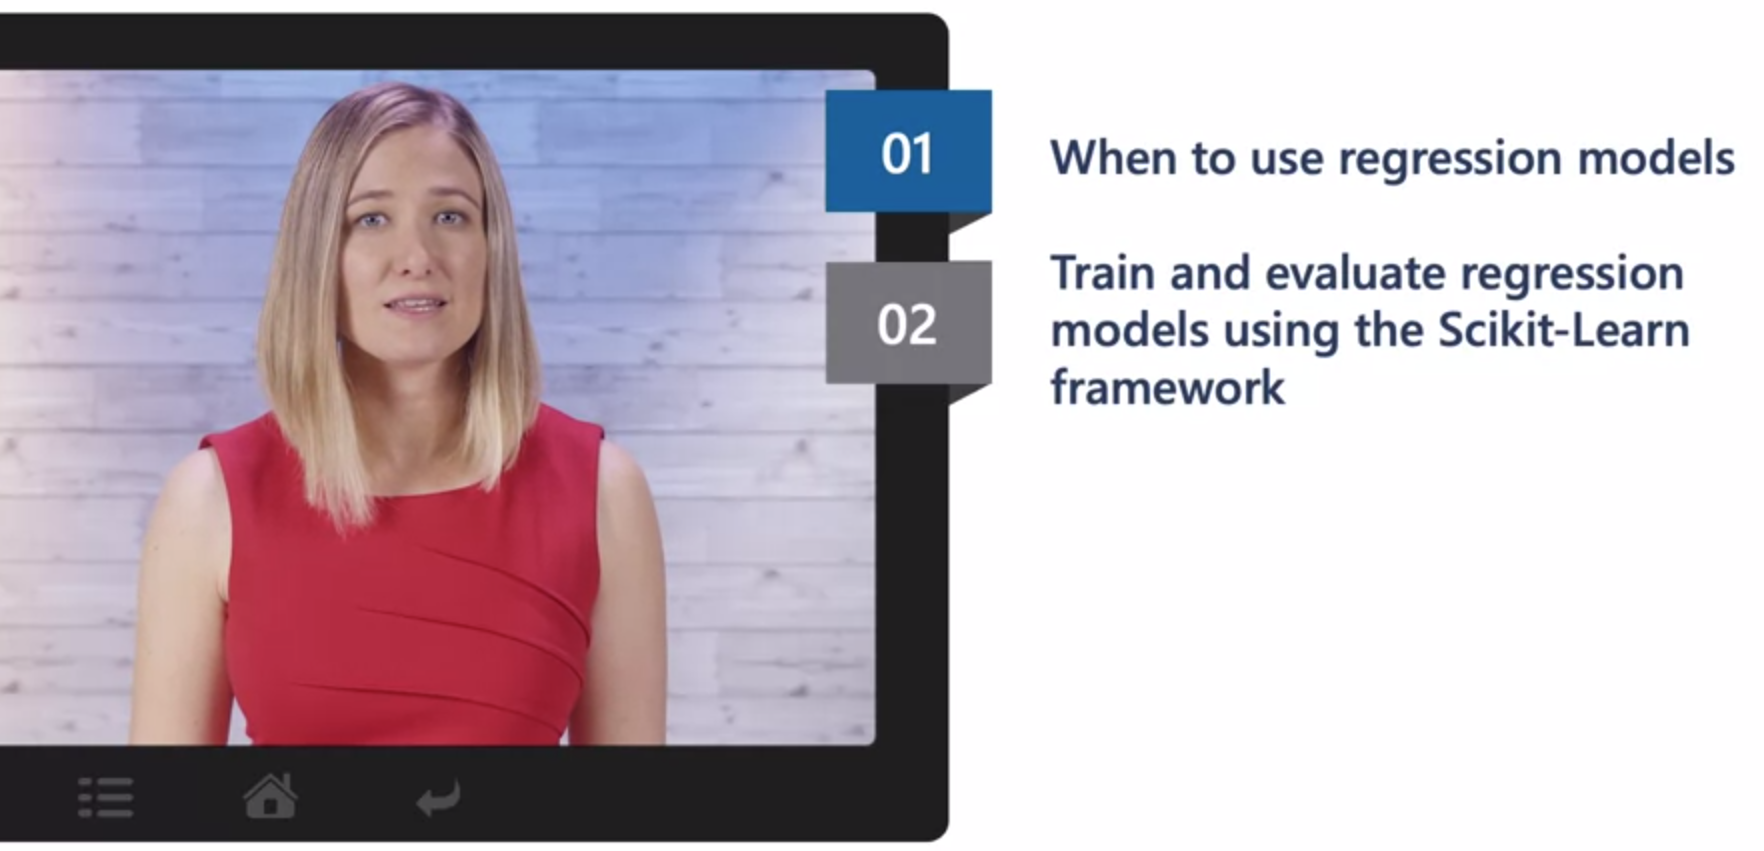 01
When to use regression models
02
Train and evaluate regression
models using the Scikit-Learn
framework